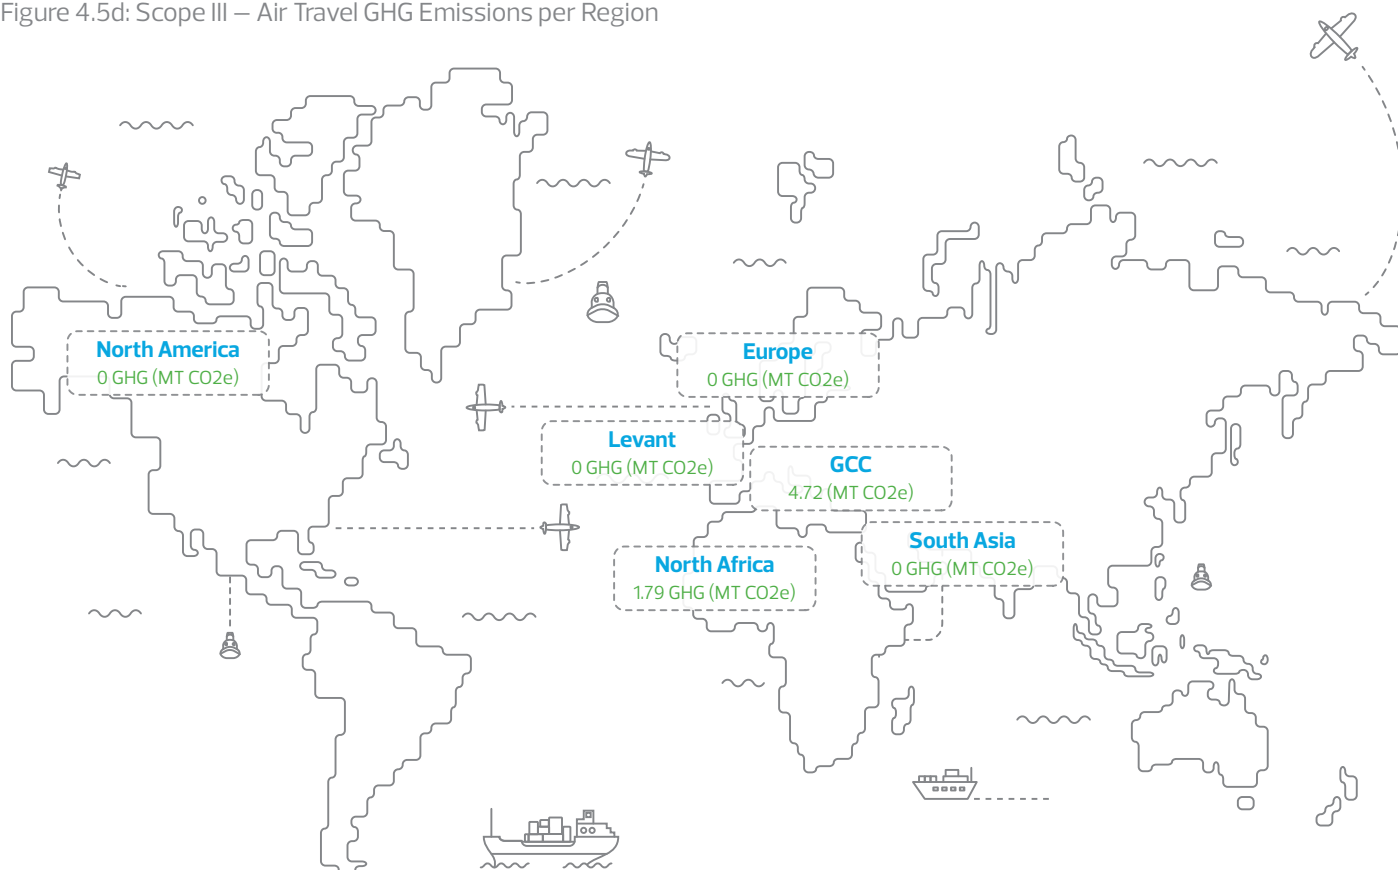 Figure 4.5d: Scope III – Air Travel GHG Emissions per Region
North America
0 GHG (MT CO2e)
Europe
0 GHG (MT CO2e)
Levant
0 GHG (MT CO2e)
GCC
4.72 (MT CO2e)
South Asia
0 GHG (MT CO2e)
North Africa
1.79 GHG (MT CO2e)